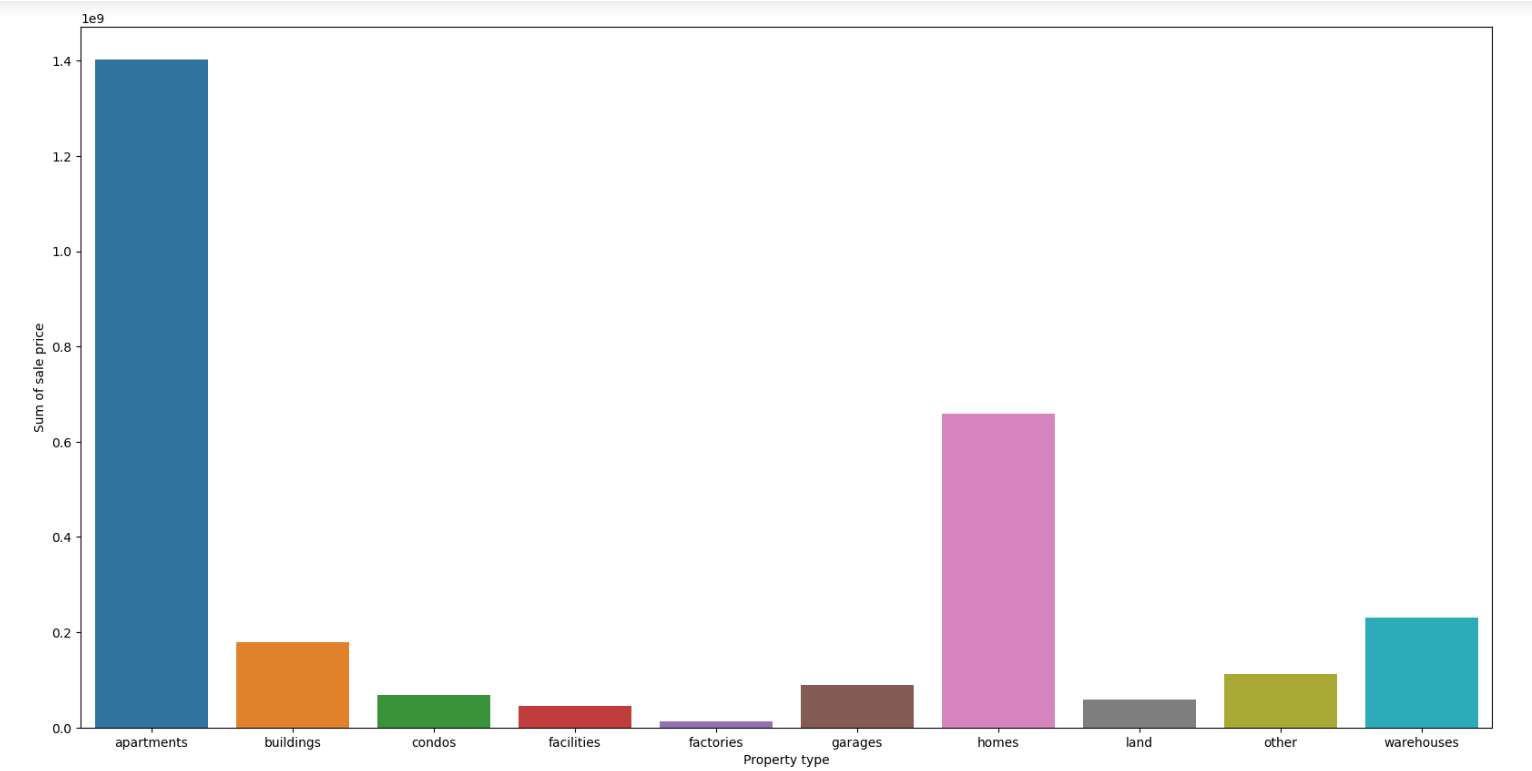 1e9
1.4
1.2
1.0
0.8
0.6
0.4
0.2
0.0
Sum of sale price
apartments buildings condos facilities factories garages homes land other warehouses
Property type